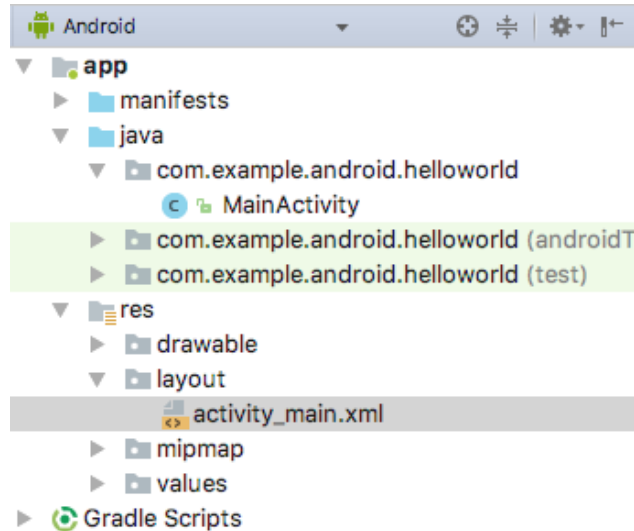 Android
app
manifests
java
com.example.android.helloworld
C MainActivity
com.example.android.helloworld (androidT
com.example.android.helloworld (test)
res
drawable
layout
activity_main.xml
mipmap
values
Gradle Scripts